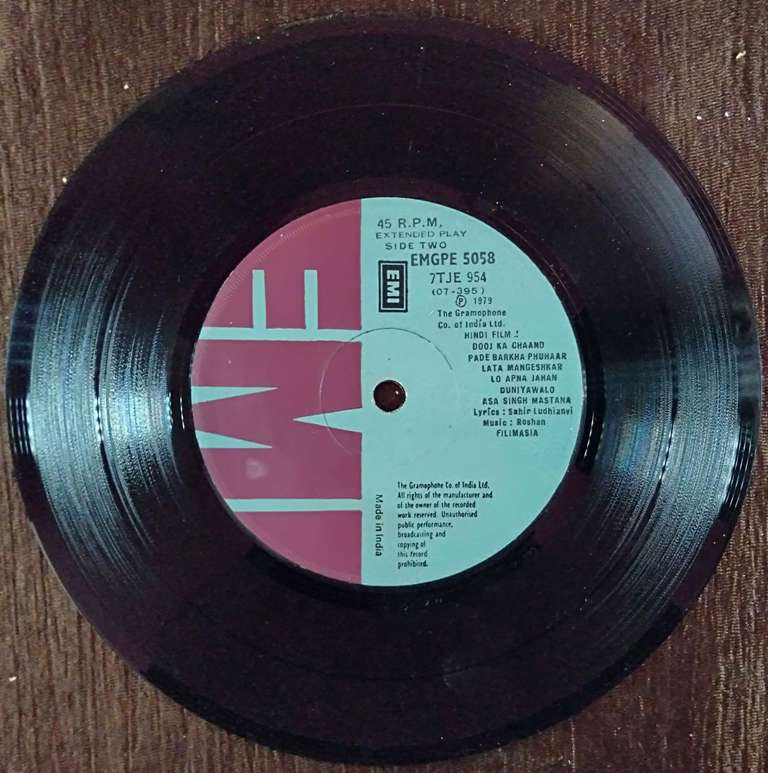 45 R.P.M,
EXTENDED PLAY
SIDE TWO
EMGPE 5058
EMI
7TJE 954
(07-395)
Ⓟ 1979
The Gramophone
Co. of India Ltd.
HINDI FILM :
DOOJ KA CHAAND
PADE BARKHA PHUHAAR
LATA MANGESHKAR
LO APNA JAHAN
DUNIYAWALO
ASA SINGH MASTANA
Lyrics : Sahir Ludhianvi
Music : Roshan
FILIMASIA
The Gramophone Co. of India Ltd.
All rights of the manufacturer and
of the owner of the recorded
work reserved. Unauthorised
public performance,
broadcasting and
copying of
this record
prohibited.
Made in India
EMI